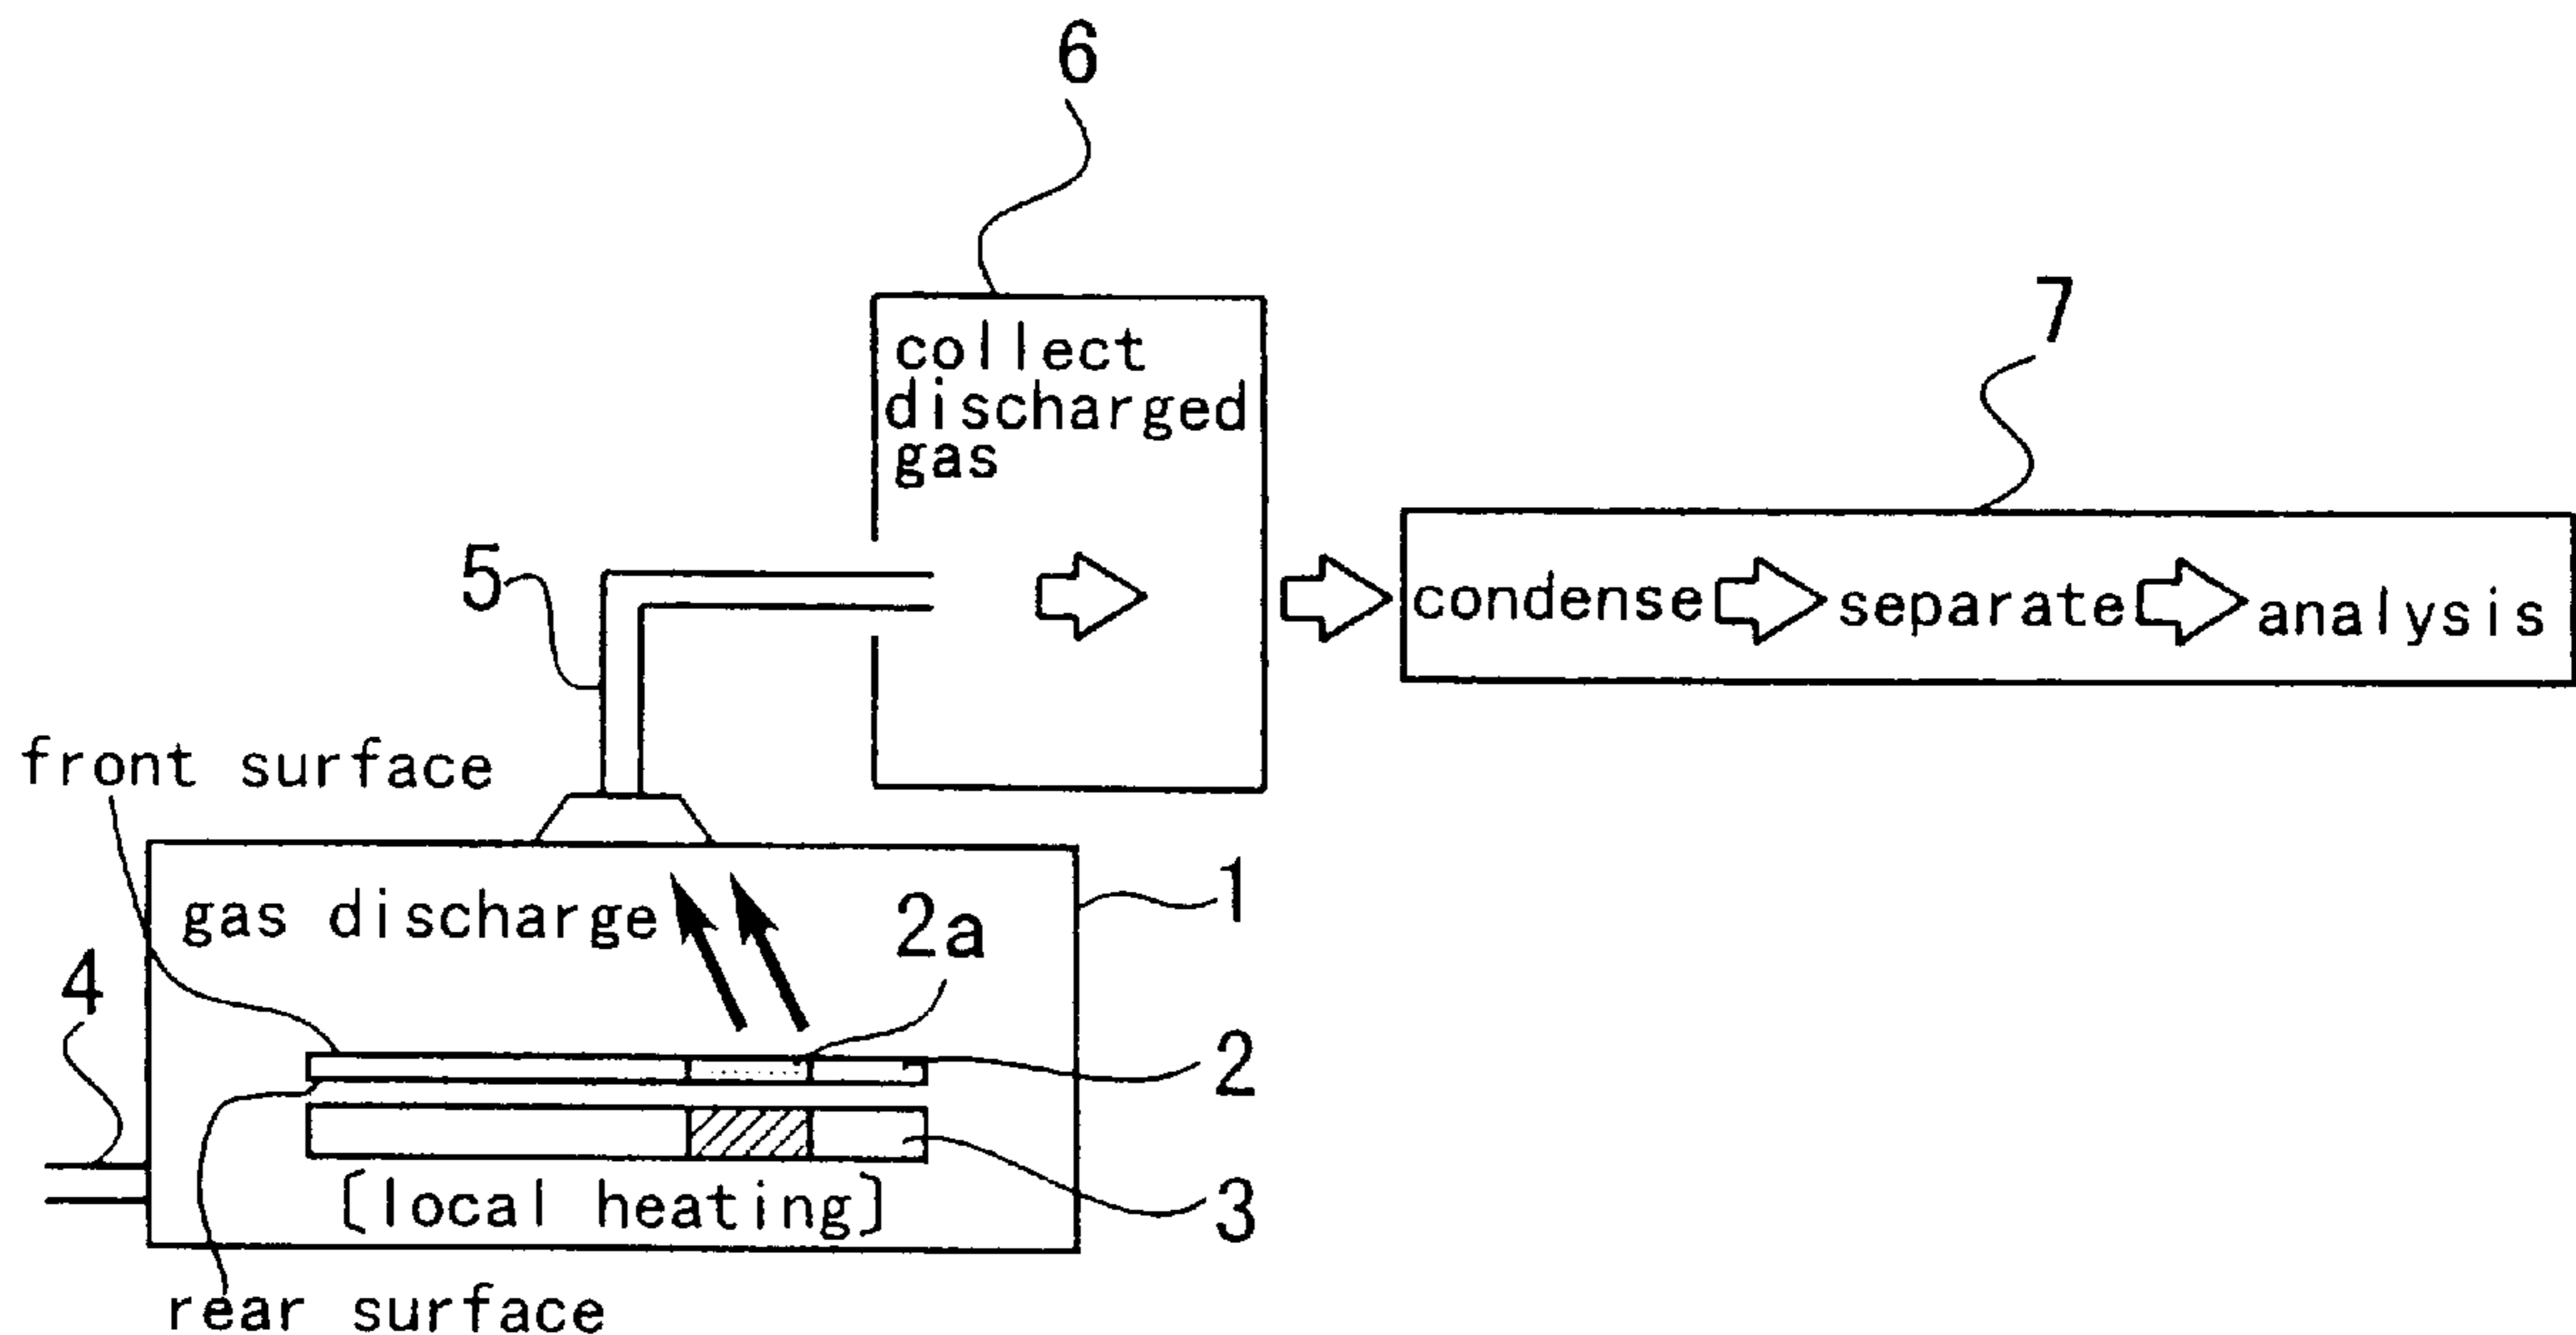 6
collect
discharged
gas
7
5
condense separate analysis
front surface
gas discharge
1
2a
4
2
[local heating]
3
rear surface